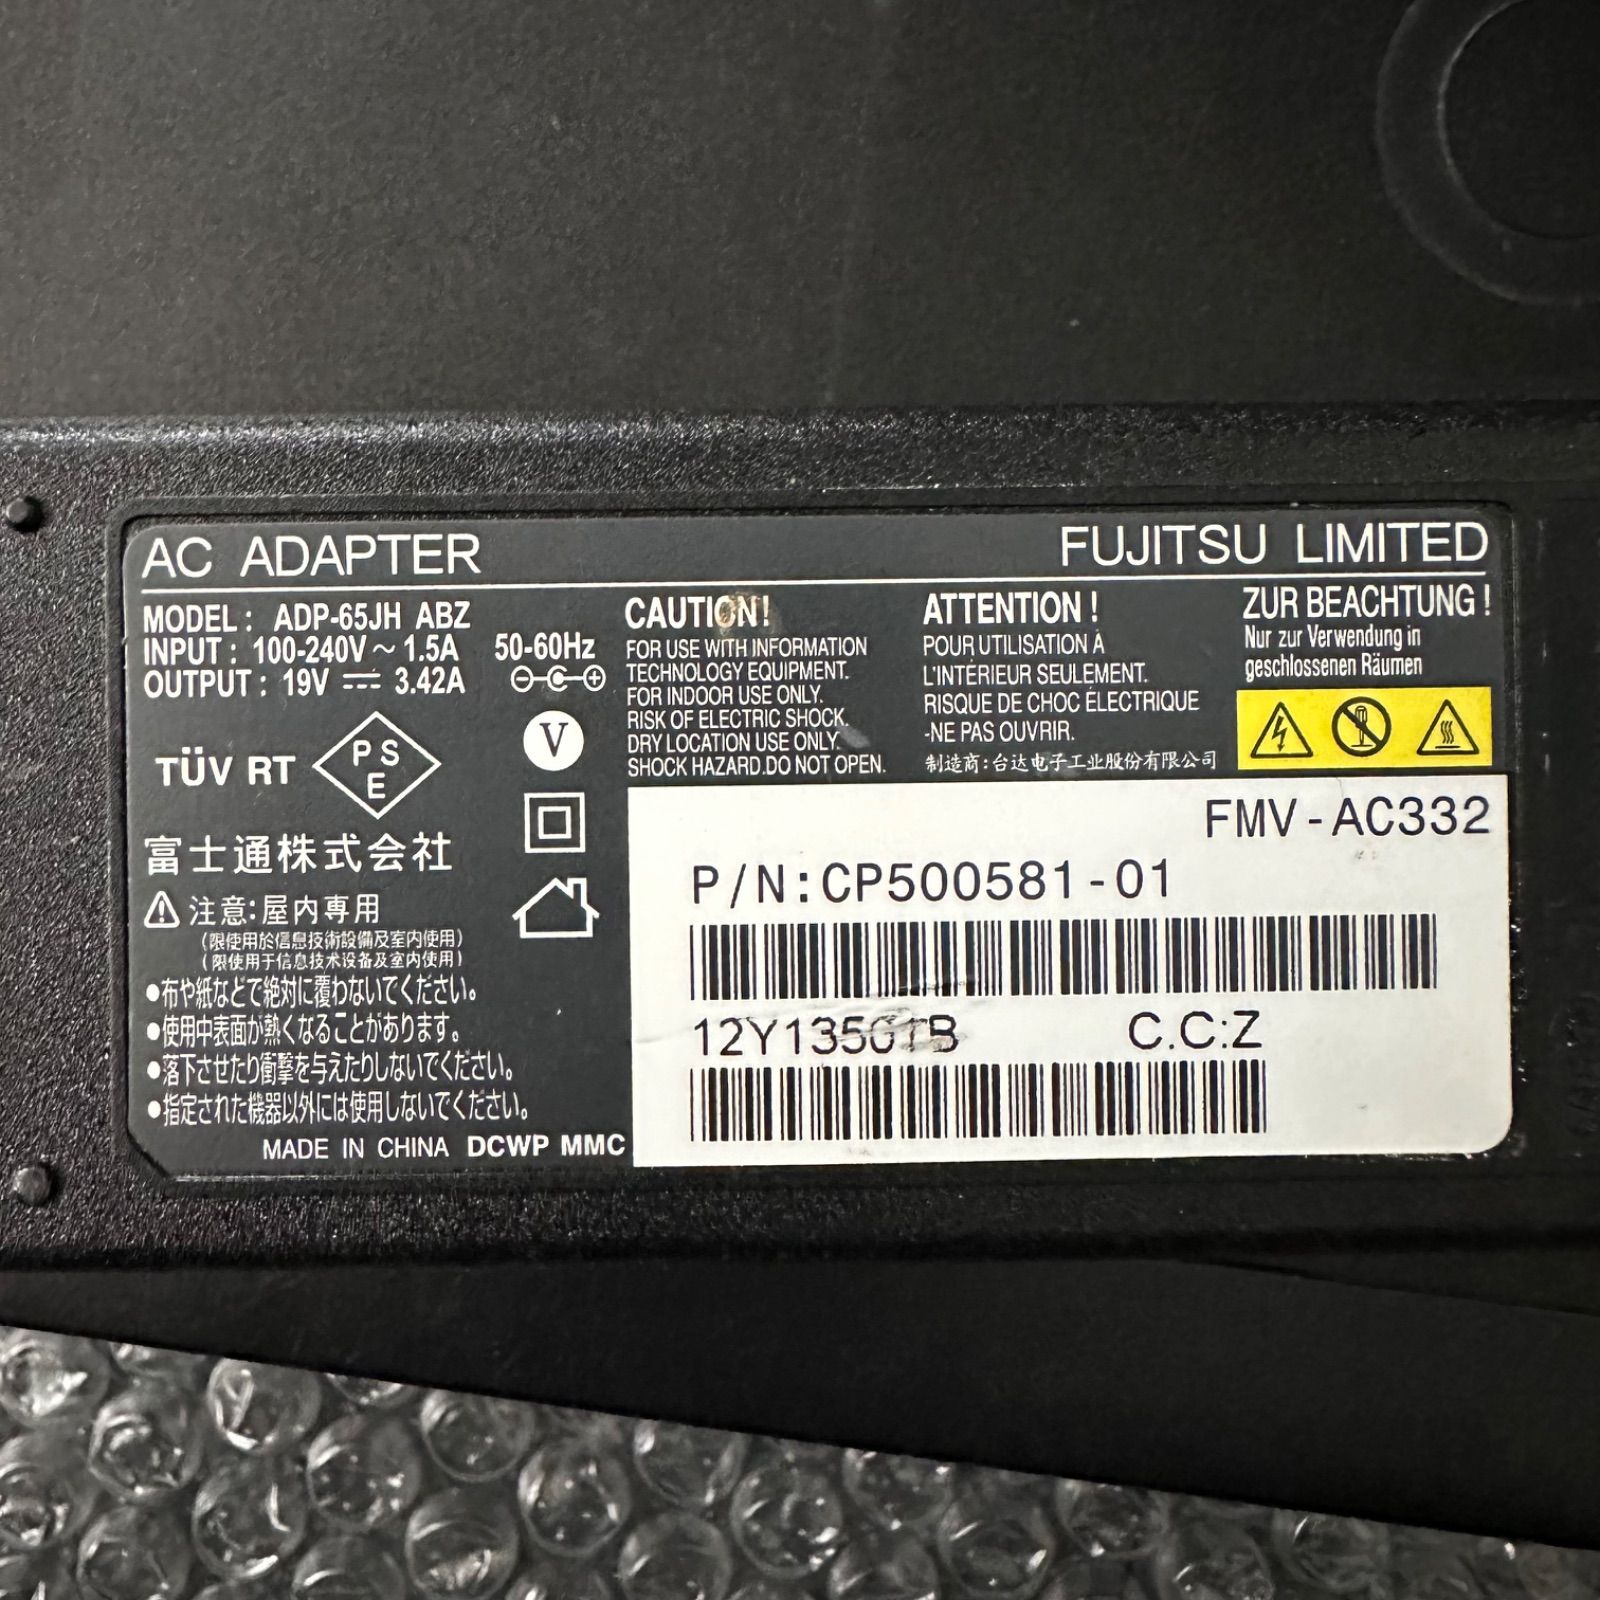 AC ADAPTER
FUJITSU LIMITED
MODEL : ADP-65JH ABZ
INPUT : 100-240V ~ 1.5A 50-60Hz
OUTPUT : 19V ⎓ 3.42A
TÜV RT
PSE
V
富士通株式会社
注意:屋内専用
(限使用於信息技術設備及室内使用)
(限使用于信息技术设备及室内使用)
●布や紙などで絶対に覆わないでください。
●使用中表面が熱くなることがあります。
●落下させたり衝撃を与えたりしないでください。
●指定された機器以外には使用しないでください。
MADE IN CHINA DCWP MMC
CAUTION!
FOR USE WITH INFORMATION
TECHNOLOGY EQUIPMENT.
FOR INDOOR USE ONLY.
RISK OF ELECTRIC SHOCK.
DRY LOCATION USE ONLY.
SHOCK HAZARD.DO NOT OPEN.
ATTENTION !
POUR UTILISATION À
L'INTÉRIEUR SEULEMENT.
RISQUE DE CHOC ÉLECTRIQUE
-NE PAS OUVRIR.
制造商:台达电子工业股份有限公司
ZUR BEACHTUNG !
Nur zur Verwendung in
geschlossenen Räumen
FMV-AC332
P/N:CP500581-01
C.C:Z